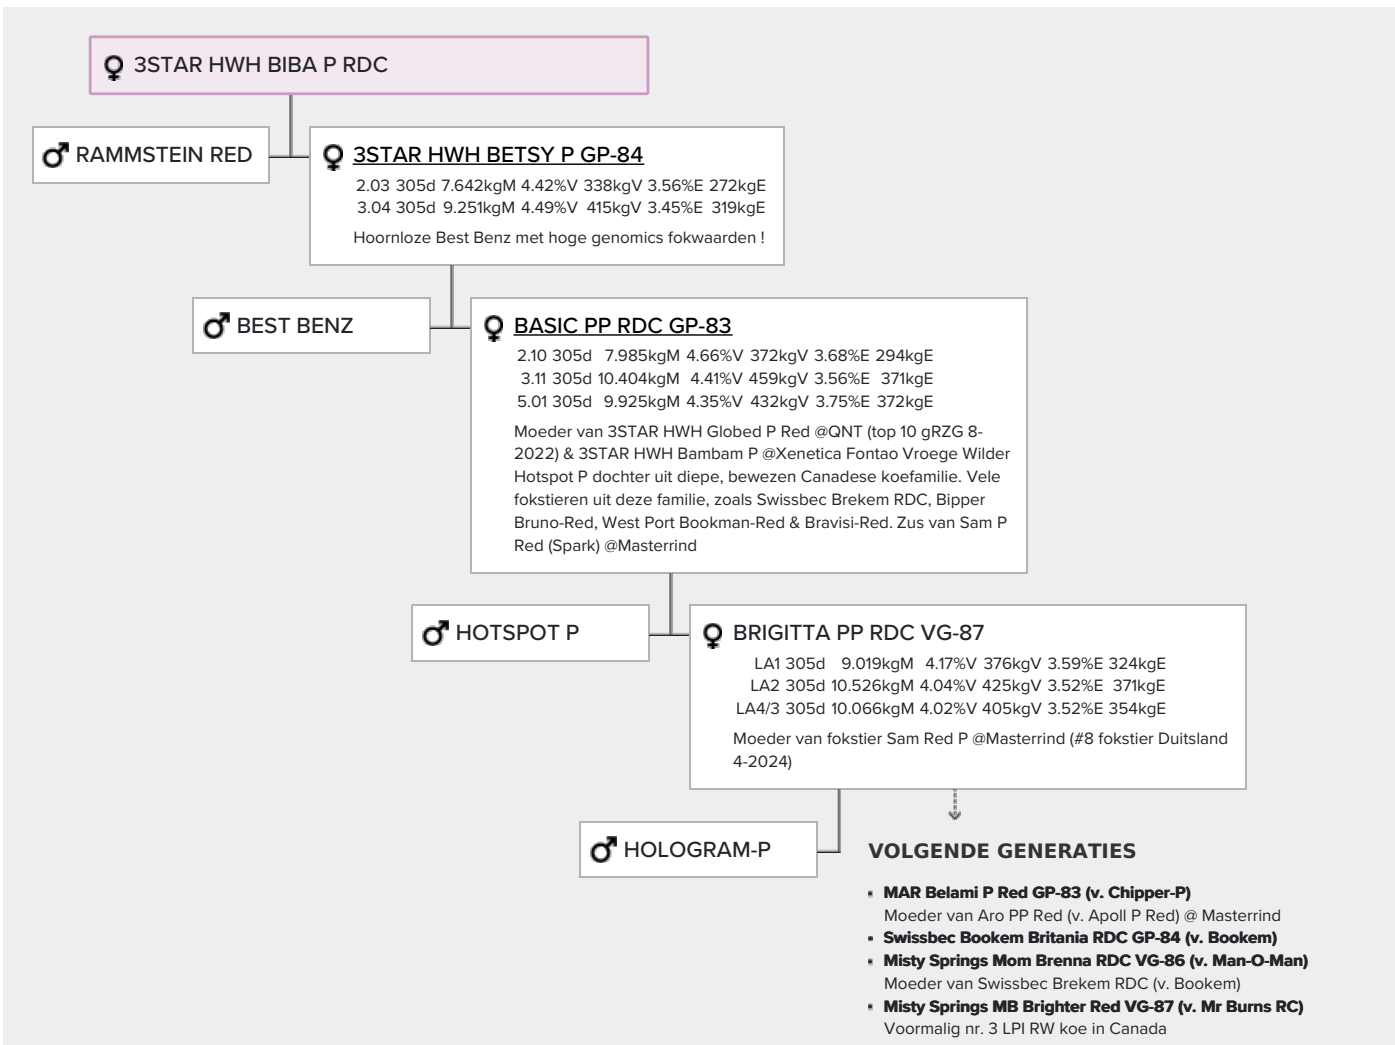 3STAR HWH BIBA P RDC
RAMMSTEIN RED
3STAR HWH BETSY P GP-84
2.03 305d 7.642kgM 4.42%V 338kgV 3.56%E 272kgE
3.04 305d 9.251kgM 4.49%V 415kgV 3.45%E 319kgE
Hoornloze Best Benz met hoge genomics fokwaarden !
BEST BENZ
BASIC PP RDC GP-83
2.10 305d 7.985kgM 4.66%V 372kgV 3.68%E 294kgE
3.11 305d 10.404kgM 4.41%V 459kgV 3.56%E 371kgE
5.01 305d 9.925kgM 4.35%V 432kgV 3.75%E 372kgE
Moeder van 3STAR HWH Globed P Red @QNT (top 10 gRZG 8-
2022) & 3STAR HWH Bambam P @Xenetica Fontao Vroege Wilder
Hotspot P dochter uit diepe, bewezen Canadese koefamilie. Vele
fokstieren uit deze familie, zoals Swissbec Brekem RDC, Bipper
Bruno-Red, West Port Bookman-Red & Bravisi-Red. Zus van Sam P
Red (Spark) @Masterrind
HOTSPOT P
BRIGITTA PP RDC VG-87
LA1 305d 9.019kgM 4.17%V 376kgV 3.59%E 324kgE
LA2 305d 10.526kgM 4.04%V 425kgV 3.52%E 371kgE
LA4/3 305d 10.066kgM 4.02%V 405kgV 3.52%E 354kgE
Moeder van fokstier Sam Red P @Masterrind (#8 fokstier Duitsland
4-2024)
HOLOGRAM-P
VOLGENDE GENERATIES
MAR Belami P Red GP-83 (v. Chipper-P)
Moeder van Aro PP Red (v. Apoll P Red) @ Masterrind
Swissbec Bookem Britania RDC GP-84 (v. Bookem)
Misty Springs Mom Brenna RDC VG-86 (v. Man-O-Man)
Moeder van Swissbec Brekem RDC (v. Bookem)
Misty Springs MB Brighter Red VG-87 (v. Mr Burns RC)
Voormalig nr. 3 LPI RW koe in Canada